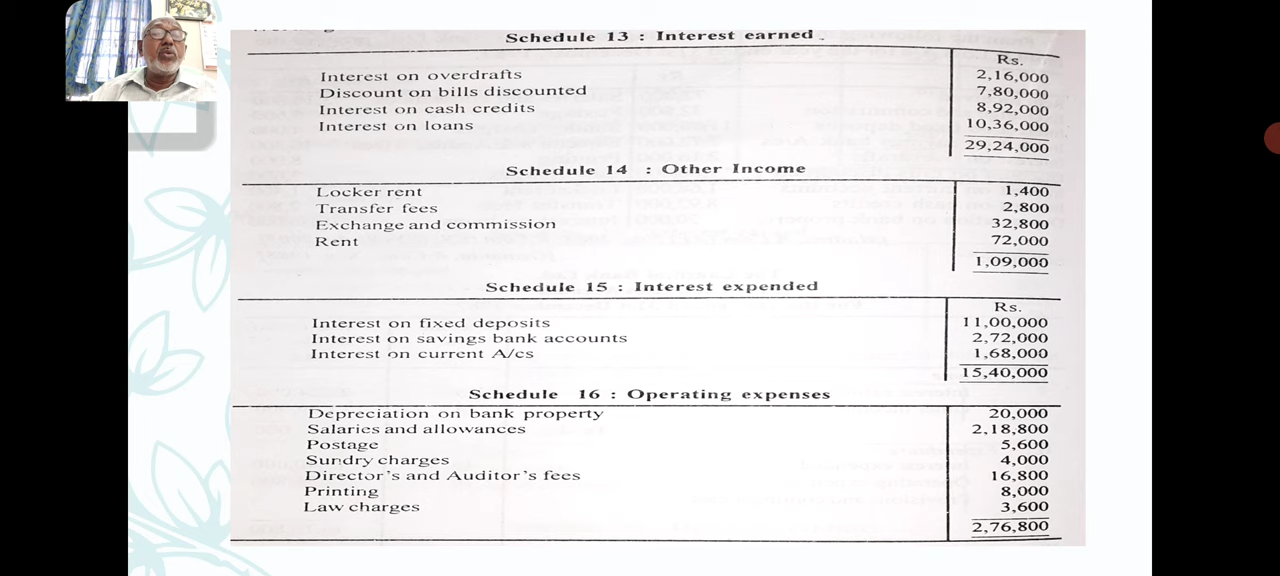 Schedule 13 : Interest earned .
Rs.
Interest on overdrafts 2,16,000
Discount on bills discounted 7,80,000
Interest on cash credits 8,92,000
Interest on loans 10,36,000
29,24,000
Schedule 14 : Other Income
Locker rent 1,400
Transfer fees 2,800
Exchange and commission 32,800
Rent 72,000
1,09,000
Schedule 15 : Interest expended
Rs.
Interest on fixed deposits 11,00,000
Interest on savings bank accounts 2,72,000
Interest on current A/cs 1,68,000
15,40,000
Schedule 16 : Operating expenses
Depreciation on bank property 20,000
Salaries and allowances 2,18,800
Postage 5,600
Sundry charges 4,000
Director's and Auditor's fees 16,800
Printing 8,000
Law charges 3,600
2,76,800